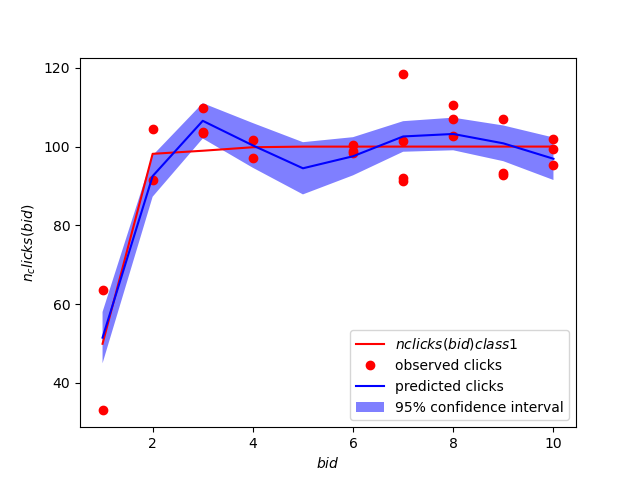 120
100
80
60
40
n_clicks(bid)
nclicks(bid)class1
observed clicks
predicted clicks
95% confidence interval
2
4
6
8
10
bid